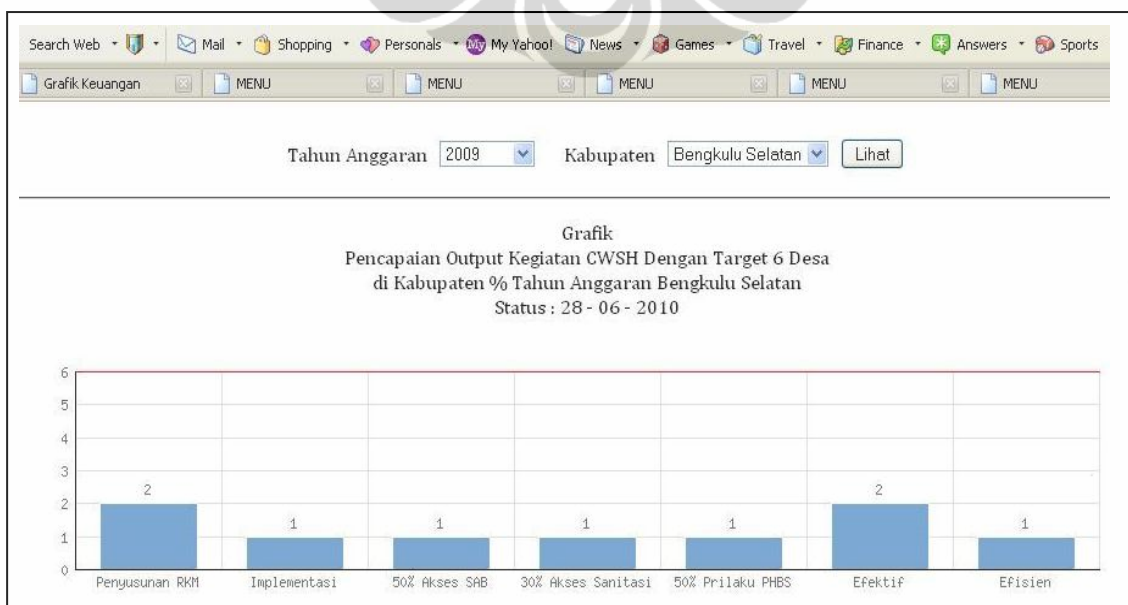 Search Web Mail Shopping Personals My My Yahoo! News Games Travel Finance Answers Sports
Grafik Keuangan MENU MENU MENU MENU MENU
Tahun Anggaran 2009 Kabupaten Bengkulu Selatan Lihat
Grafik
Pencapaian Output Kegiatan CWSH Dengan Target 6 Desa
di Kabupaten % Tahun Anggaran Bengkulu Selatan
Status : 28 - 06 - 2010
6
5
4
3
2
1
0
2 1 1 1 1 2 1
Penyusunan RKM Implementasi 50% Akses SAB 30% Akses Sanitasi 50% Prilaku PHBS Efektif Efisien